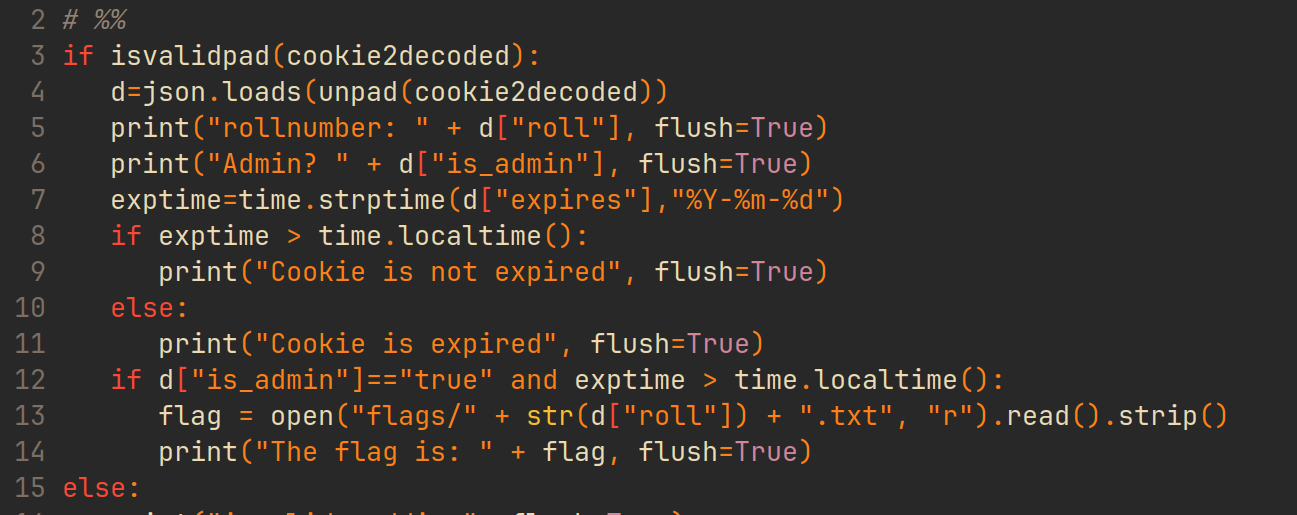 2 # %%
3 if isvalidpad(cookie2decoded):
4    d=json.loads(unpad(cookie2decoded))
5    print("rollnumber: " + d["roll"], flush=True)
6    print("Admin? " + d["is_admin"], flush=True)
7    exptime=time.strptime(d["expires"],"%Y-%m-%d")
8    if exptime > time.localtime():
9       print("Cookie is not expired", flush=True)
10    else:
11       print("Cookie is expired", flush=True)
12    if d["is_admin"]=="true" and exptime > time.localtime():
13       flag = open("flags/" + str(d["roll"]) + ".txt", "r").read().strip()
14       print("The flag is: " + flag, flush=True)
15 else: